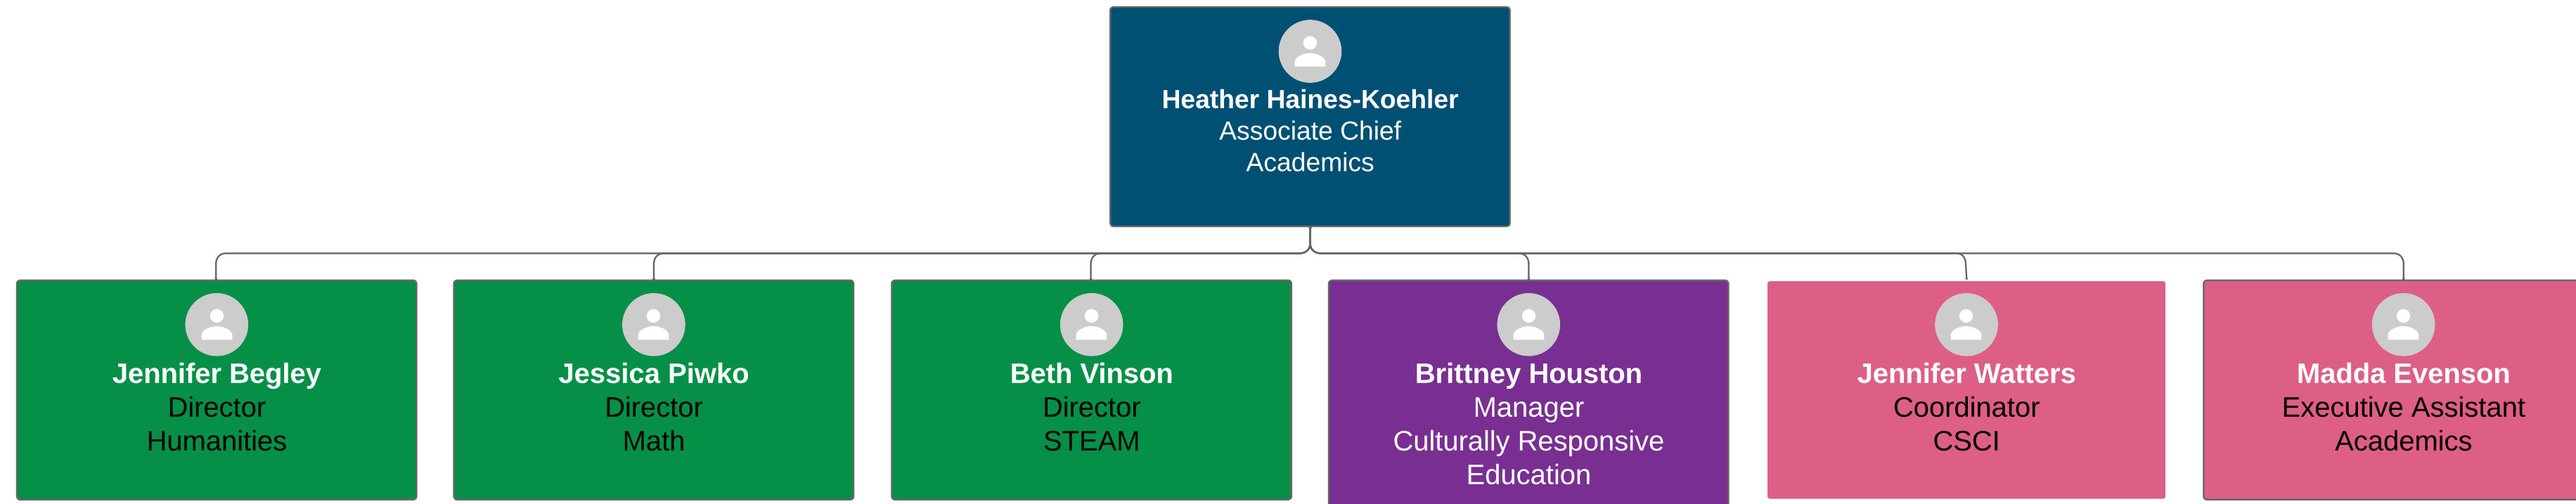 Heather Haines-Koehler
Associate Chief
Academics
Jennifer Begley
Director
Humanities
Jessica Piwko
Director
Math
Beth Vinson
Director
STEAM
Brittney Houston
Manager
Culturally Responsive
Education
Jennifer Watters
Coordinator
CSCI
Madda Evenson
Executive Assistant
Academics